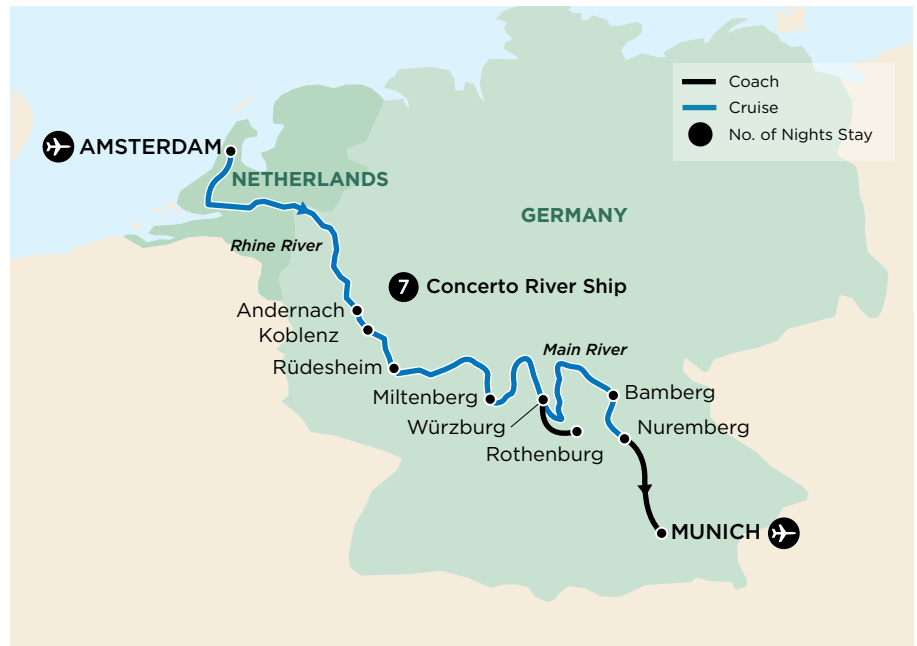 Coach
Cruise
No. of Nights Stay
AMSTERDAM
NETHERLANDS
GERMANY
Rhine River
7 Concerto River Ship
Andernach
Koblenz
Rüdesheim
Main River
Miltenberg
Bamberg
Würzburg
Nuremberg
Rothenburg
MUNICH